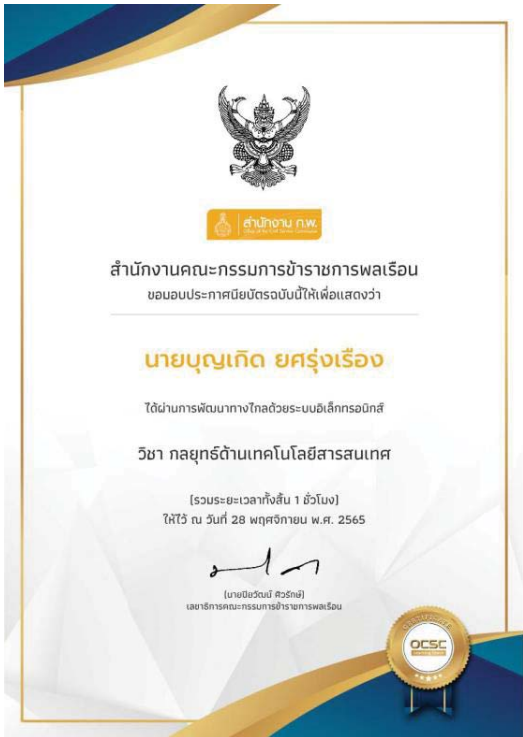 สำนักงาน ก.พ.
สำนักงานคณะกรรมการข้าราชการพลเรือน
ขอมอบประกาศนียบัตรฉบับนี้ให้เพื่อแสดงว่า
นายบุญเกิด ยศรุ่งเรือง
ได้ผ่านการพัฒนาทางไกลด้วยระบบอิเล็กทรอนิกส์
วิชา กลยุทธ์ด้านเทคโนโลยีสารสนเทศ
(รวมระยะเวลาทั้งสิ้น 1 ชั่วโมง)
ให้ไว้ ณ วันที่ 28 พฤศจิกายน พ.ศ. 2565
(นายปิยวัฒน์ ศิวรักษ์)
เลขาธิการคณะกรรมการข้าราชการพลเรือน
OCSC